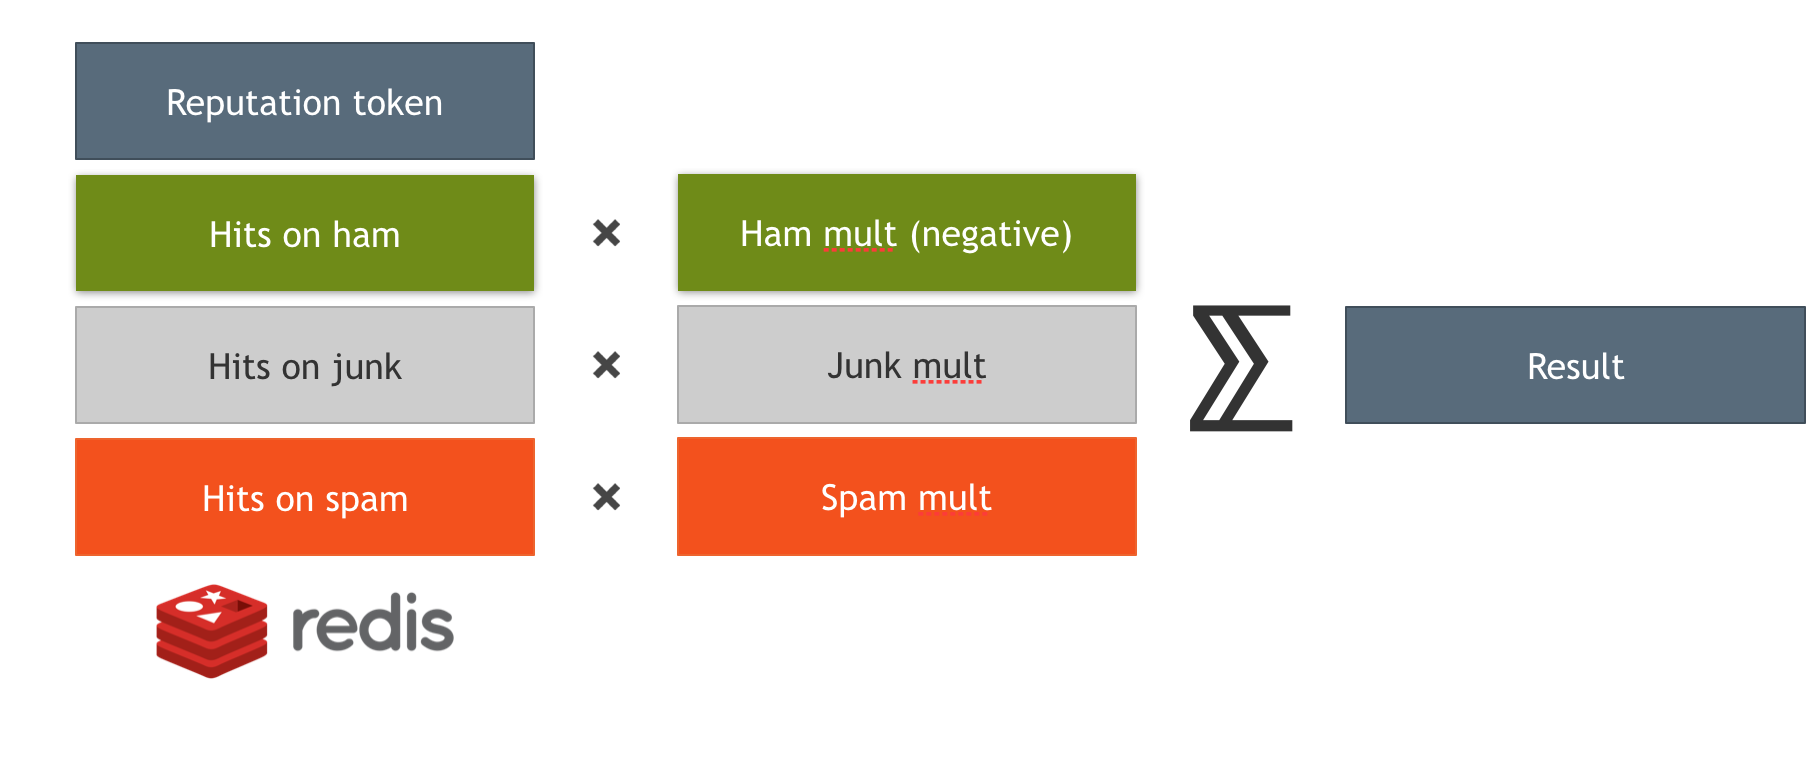 Reputation token
Hits on ham × Ham mult (negative)
Hits on junk × Junk mult
∑ Result
Hits on spam × Spam mult
redis